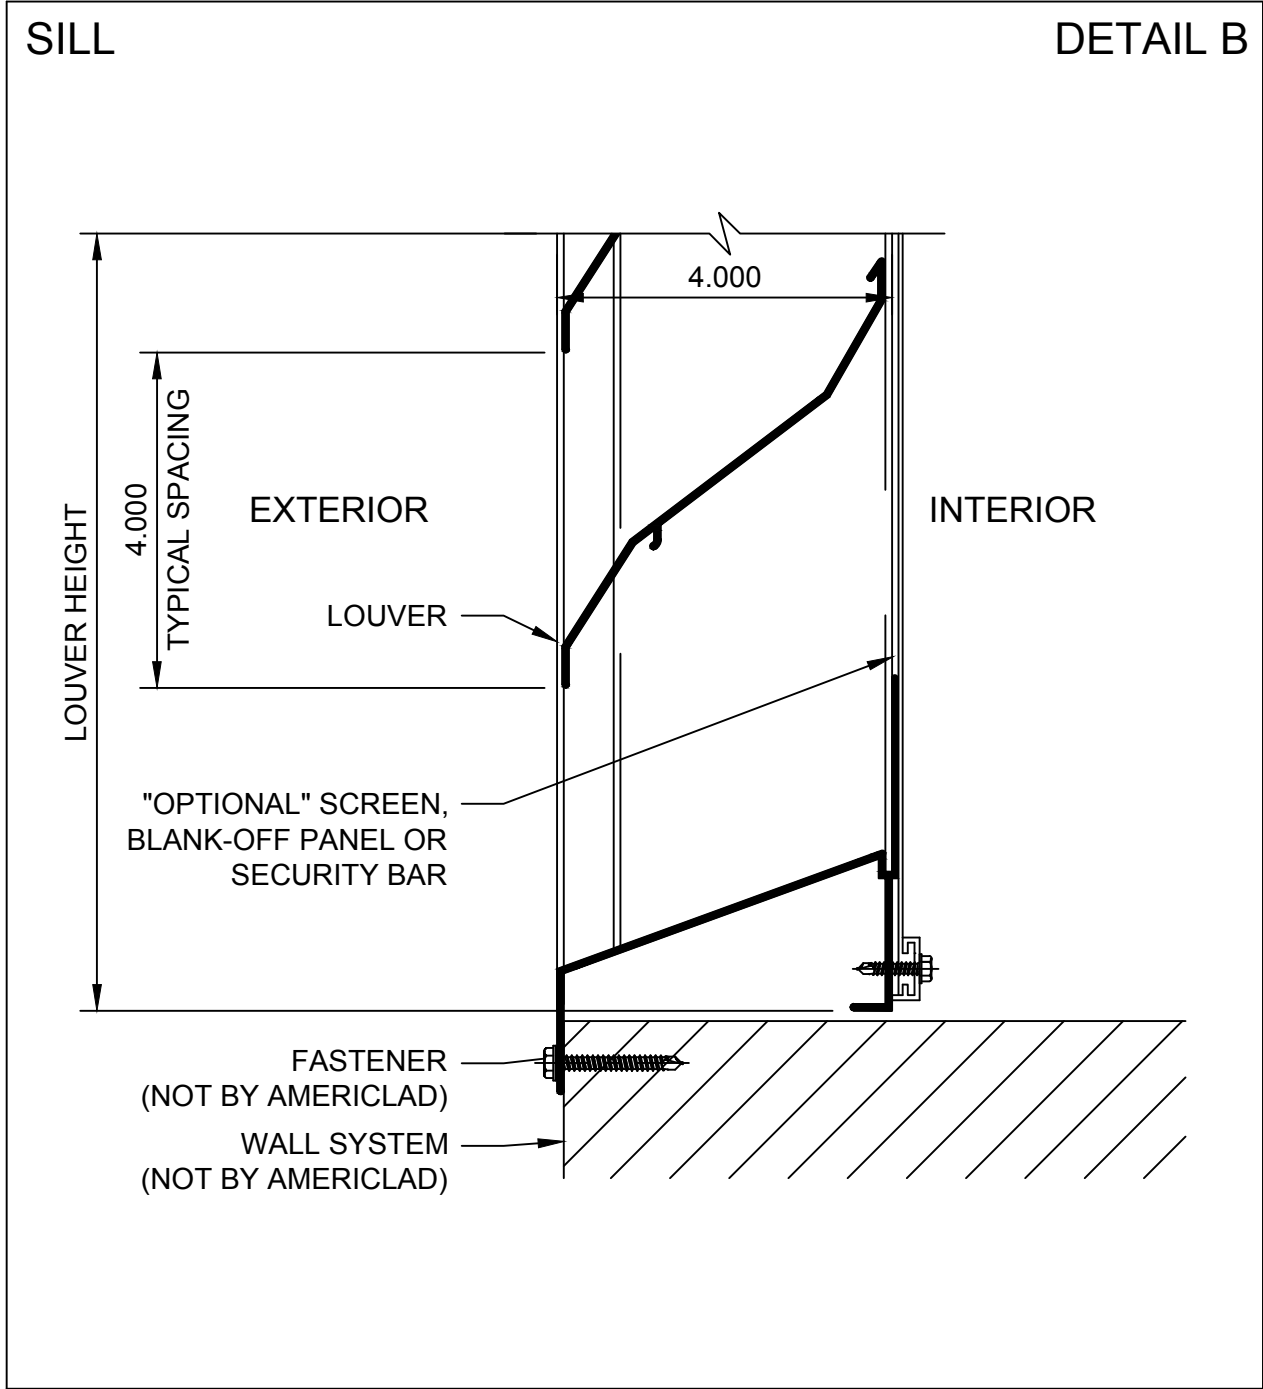 SILL
DETAIL B
4.000
4.000
TYPICAL SPACING
LOUVER HEIGHT
EXTERIOR
INTERIOR
LOUVER
"OPTIONAL" SCREEN,
BLANK-OFF PANEL OR
SECURITY BAR
FASTENER
(NOT BY AMERICLAD)
WALL SYSTEM
(NOT BY AMERICLAD)